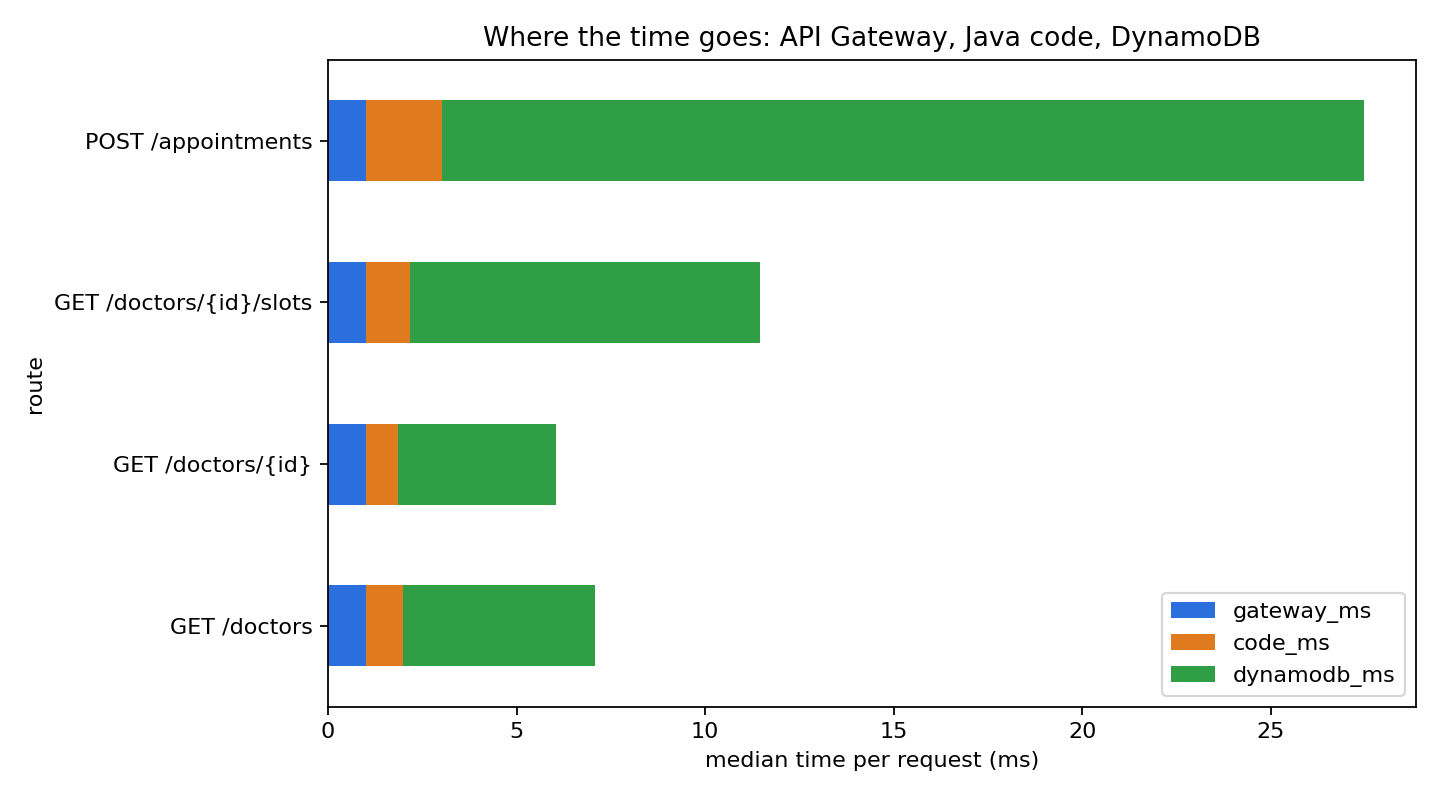 Where the time goes: API Gateway, Java code, DynamoDB
POST /appointments
GET /doctors/{id}/slots
GET /doctors/{id}
GET /doctors
route
gateway_ms
code_ms
dynamodb_ms
0 5 10 15 20 25
median time per request (ms)